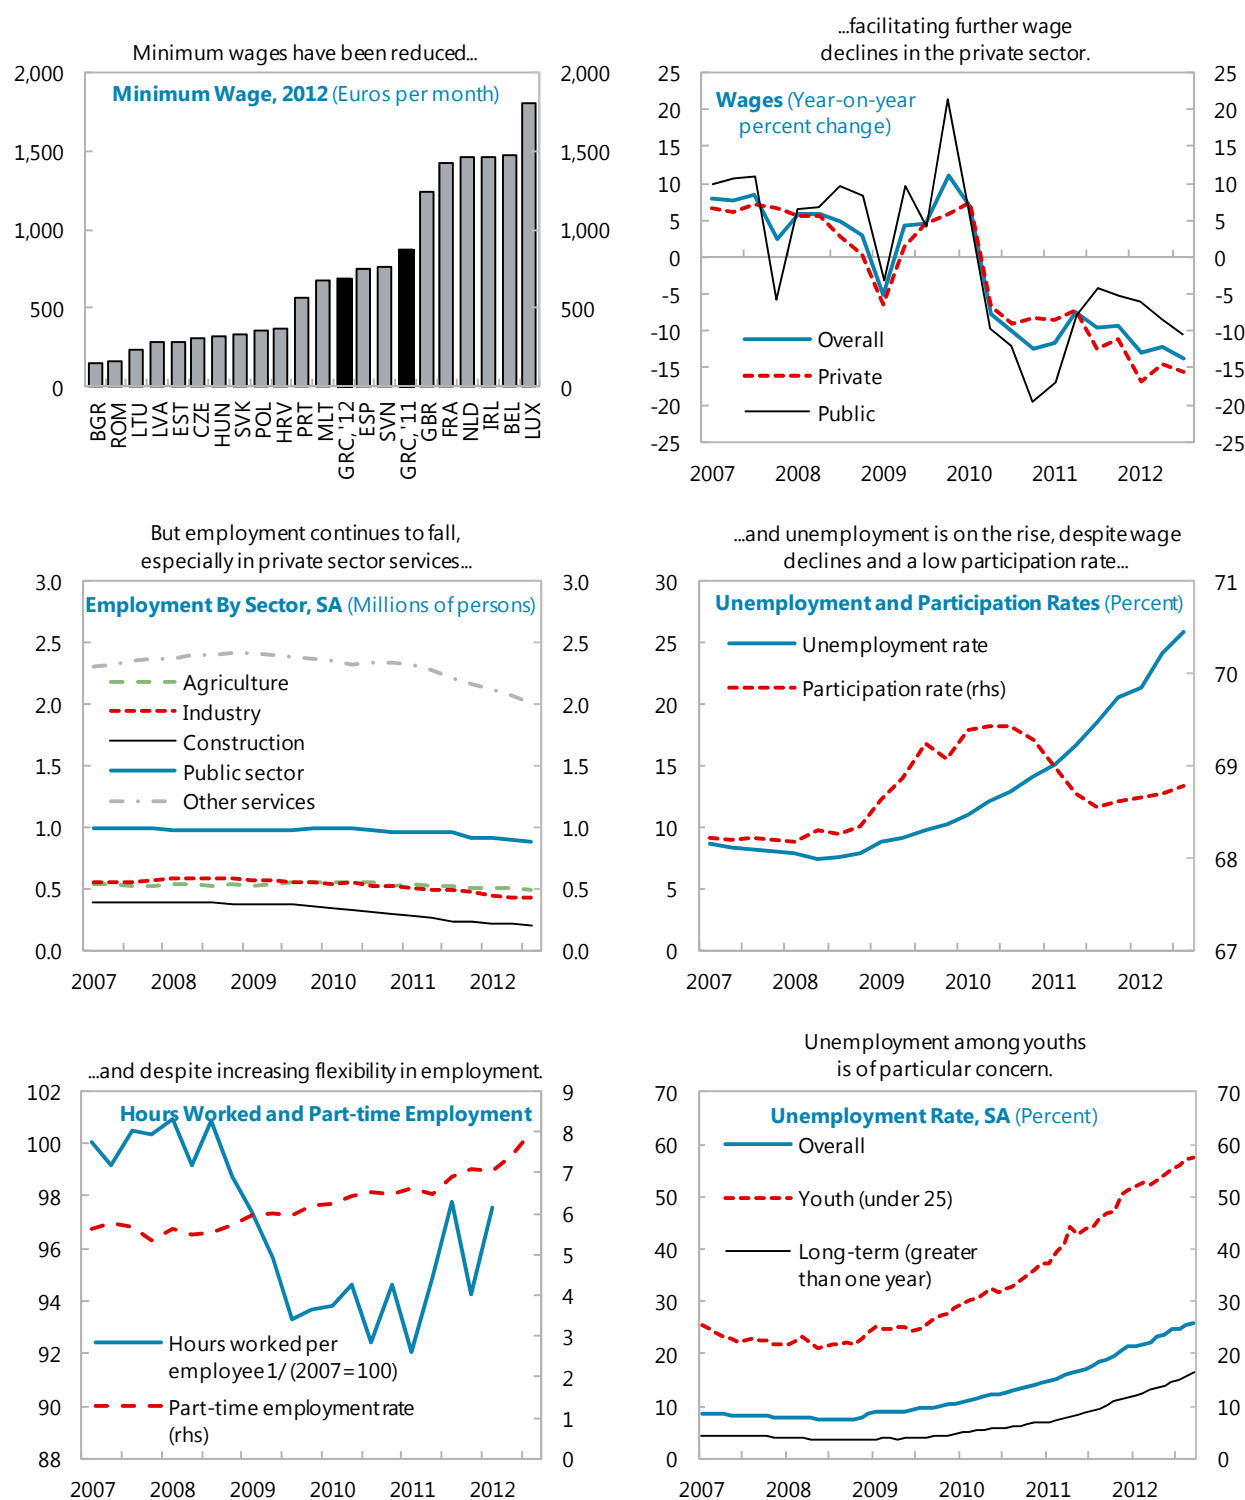 Minimum wages have been reduced...
Minimum Wage, 2012 (Euros per month)
2,000
1,500
1,000
500
0
2,000
1,500
1,000
500
0
BGR
ROM
LTU
LVA
EST
CZE
HUN
SVK
POL
HRV
PRT
MLT
GRC, '12
ESP
SVN
GRC, '11
GBR
FRA
NLD
IRL
BEL
LUX
...facilitating further wage
declines in the private sector.
Wages (Year-on-year
percent change)
25
20
15
10
5
0
-5
-10
-15
-20
-25
25
20
15
10
5
0
-5
-10
-15
-20
-25
Overall
Private
Public
2007 2008 2009 2010 2011 2012
But employment continues to fall,
especially in private sector services...
Employment By Sector, SA (Millions of persons)
3.0
2.5
2.0
1.5
1.0
0.5
0.0
3.0
2.5
2.0
1.5
1.0
0.5
0.0
Agriculture
Industry
Construction
Public sector
Other services
2007 2008 2009 2010 2011 2012
...and unemployment is on the rise, despite wage
declines and a low participation rate...
Unemployment and Participation Rates (Percent)
30
25
20
15
10
5
0
71
70
69
68
67
Unemployment rate
Participation rate (rhs)
2007 2008 2009 2010 2011 2012
...and despite increasing flexibility in employment.
Hours Worked and Part-time Employment
102
100
98
96
94
92
90
88
9
8
7
6
5
4
3
2
1
0
Hours worked per
employee 1/ (2007=100)
Part-time employment rate
(rhs)
2007 2008 2009 2010 2011 2012
Unemployment among youths
is of particular concern.
Unemployment Rate, SA (Percent)
70
60
50
40
30
20
10
0
70
60
50
40
30
20
10
0
Overall
Youth (under 25)
Long-term (greater
than one year)
2007 2008 2009 2010 2011 2012